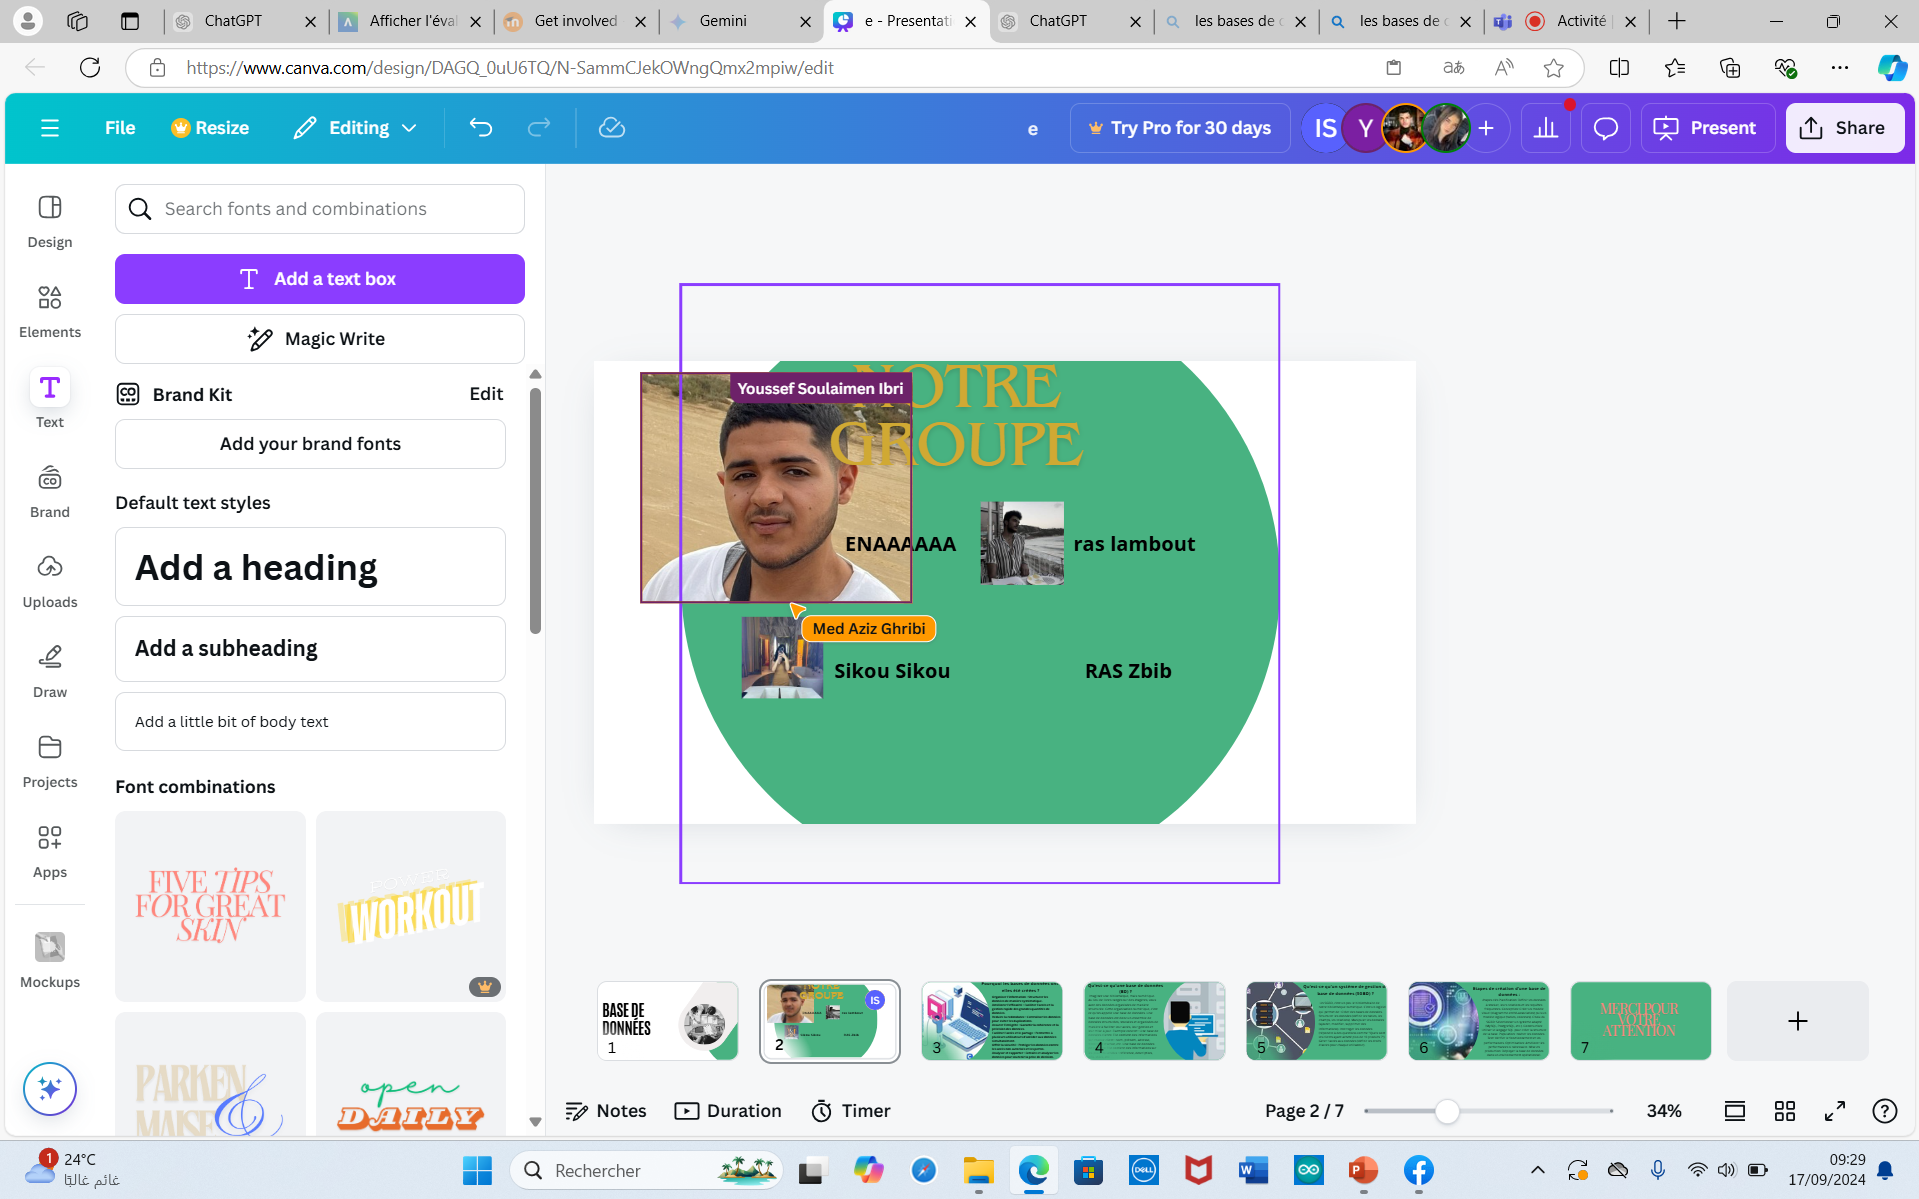 ChatGPT
Afficher l'éval
Get involved
Gemini
e - Presentati
ChatGPT
les bases de d
les bases de d
Activité
https://www.canva.com/design/DAGQ_0uU6TQ/N-SammCJekOWngQmx2mpiw/edit
File
Resize
Editing
e
Try Pro for 30 days
IS
Y
Present
Share
Design
Elements
Text
Brand
Uploads
Draw
Projects
Apps
Mockups
Search fonts and combinations
Add a text box
Magic Write
Brand Kit
Edit
Add your brand fonts
Default text styles
Add a heading
Add a subheading
Add a little bit of body text
Font combinations
FIVE TIPS
FOR GREAT
SKIN
POWER
WORKOUT
PARKER
MAISE
&
open
DAILY
NOTRE
GROUPE
Youssef Soulaimen Ibri
ENAAAAAA
ras lambout
Med Aziz Ghribi
Sikou Sikou
RAS Zbib
BASE DE
DONNÉES
1
GROUPE
IS
2
3
4
5
6
MERCI POUR
VOTRE
ATTENTION
7
Notes
Duration
Timer
Page 2 / 7
34%
1
24°C
غائم غالبًا
Rechercher
09:29
17/09/2024